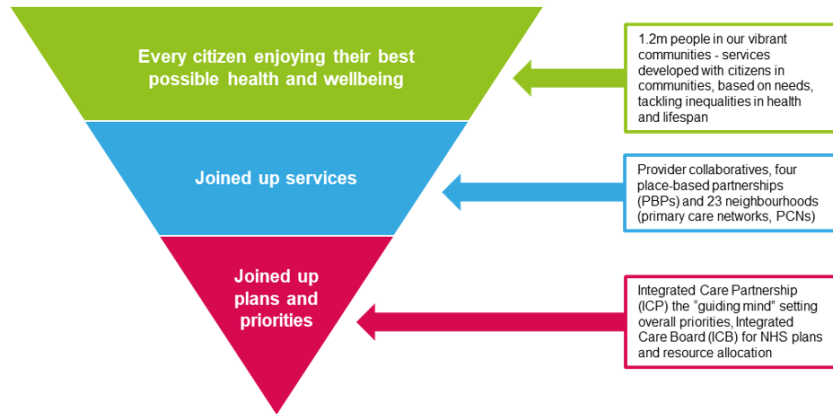 Every citizen enjoying their best
possible health and wellbeing
1.2m people in our vibrant
communities - services
developed with citizens in
communities, based on needs,
tackling inequalities in health
and lifespan
Joined up services
Provider collaboratives, four
place-based partnerships
(PBPs) and 23 neighbourhoods
(primary care networks, PCNs)
Joined up
plans and
priorities
Integrated Care Partnership
(ICP) the "guiding mind" setting
overall priorities, Integrated
Care Board (ICB) for NHS plans
and resource allocation